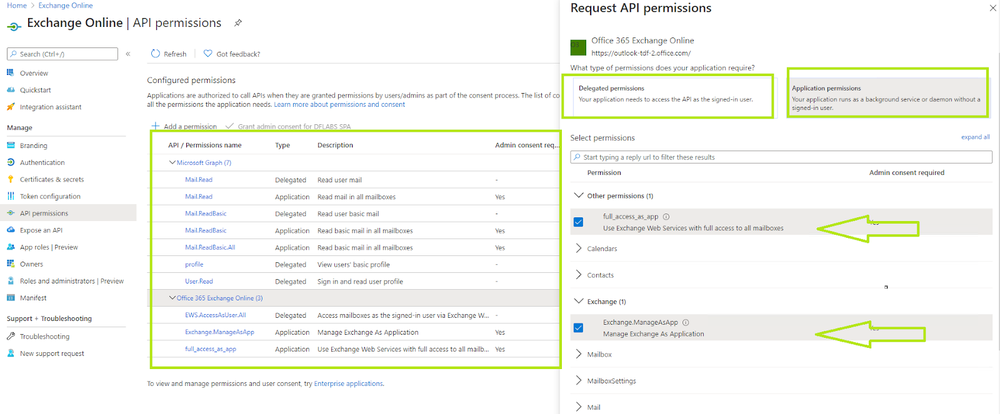 Home > Exchange Online
Exchange Online | API permissions
Search (Ctrl+/)
Overview
Quickstart
Integration assistant
Manage
Branding
Authentication
Certificates & secrets
Token configuration
API permissions
Expose an API
App roles | Preview
Owners
Roles and administrators | Preview
Manifest
Support + Troubleshooting
Troubleshooting
New support request
Refresh
Got feedback?
Configured permissions
Applications are authorized to call APIs when they are granted permissions by users/admins as part of the consent process. The list of co
all the permissions the application needs. Learn more about permissions and consent
Add a permission
Grant admin consent for DFLABS SPA
API / Permissions name Type Description Admin consent req...
Microsoft Graph (7)
Mail.Read Delegated Read user mail -
Mail.Read Application Read mail in all mailboxes Yes
Mail.ReadBasic Delegated Read user basic mail -
Mail.ReadBasic Application Read basic mail in all mailboxes Yes
Mail.ReadBasic.All Application Read basic mail in all mailboxes Yes
profile Delegated View users' basic profile -
User.Read Delegated Sign in and read user profile -
Office 365 Exchange Online (3)
EWS.AccessAsUser.All Delegated Access mailboxes as the signed-in user via Exchange W... -
Exchange.ManageAsApp Application Manage Exchange As Application Yes
full_access_as_app Application Use Exchange Web Services with full access to all mailb... Yes
To view and manage permissions and user consent, try Enterprise applications.
Request API permissions
Office 365 Exchange Online
https://outlook-tdf-2.office.com/
What type of permissions does your application require?
Delegated permissions
Your application needs to access the API as the signed-in user.
Application permissions
Your application runs as a background service or daemon without a
signed-in user.
Select permissions
expand all
Start typing a reply url to filter these results
Permission Admin consent required
Other permissions (1)
full_access_as_app
Use Exchange Web Services with full access to all mailboxes
Calendars
Contacts
Exchange (1)
Exchange.ManageAsApp
Manage Exchange As Application
Mailbox
MailboxSettings
Mail